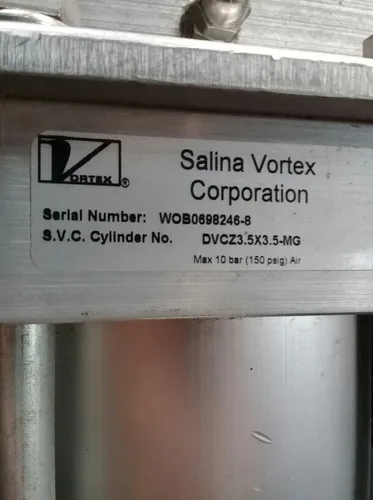 VORTEX ®
Salina Vortex
Corporation
Serial Number: WOB0698246-8
S.V.C. Cylinder No. DVCZ3.5X3.5-MG
Max 10 bar (150 psig) Air